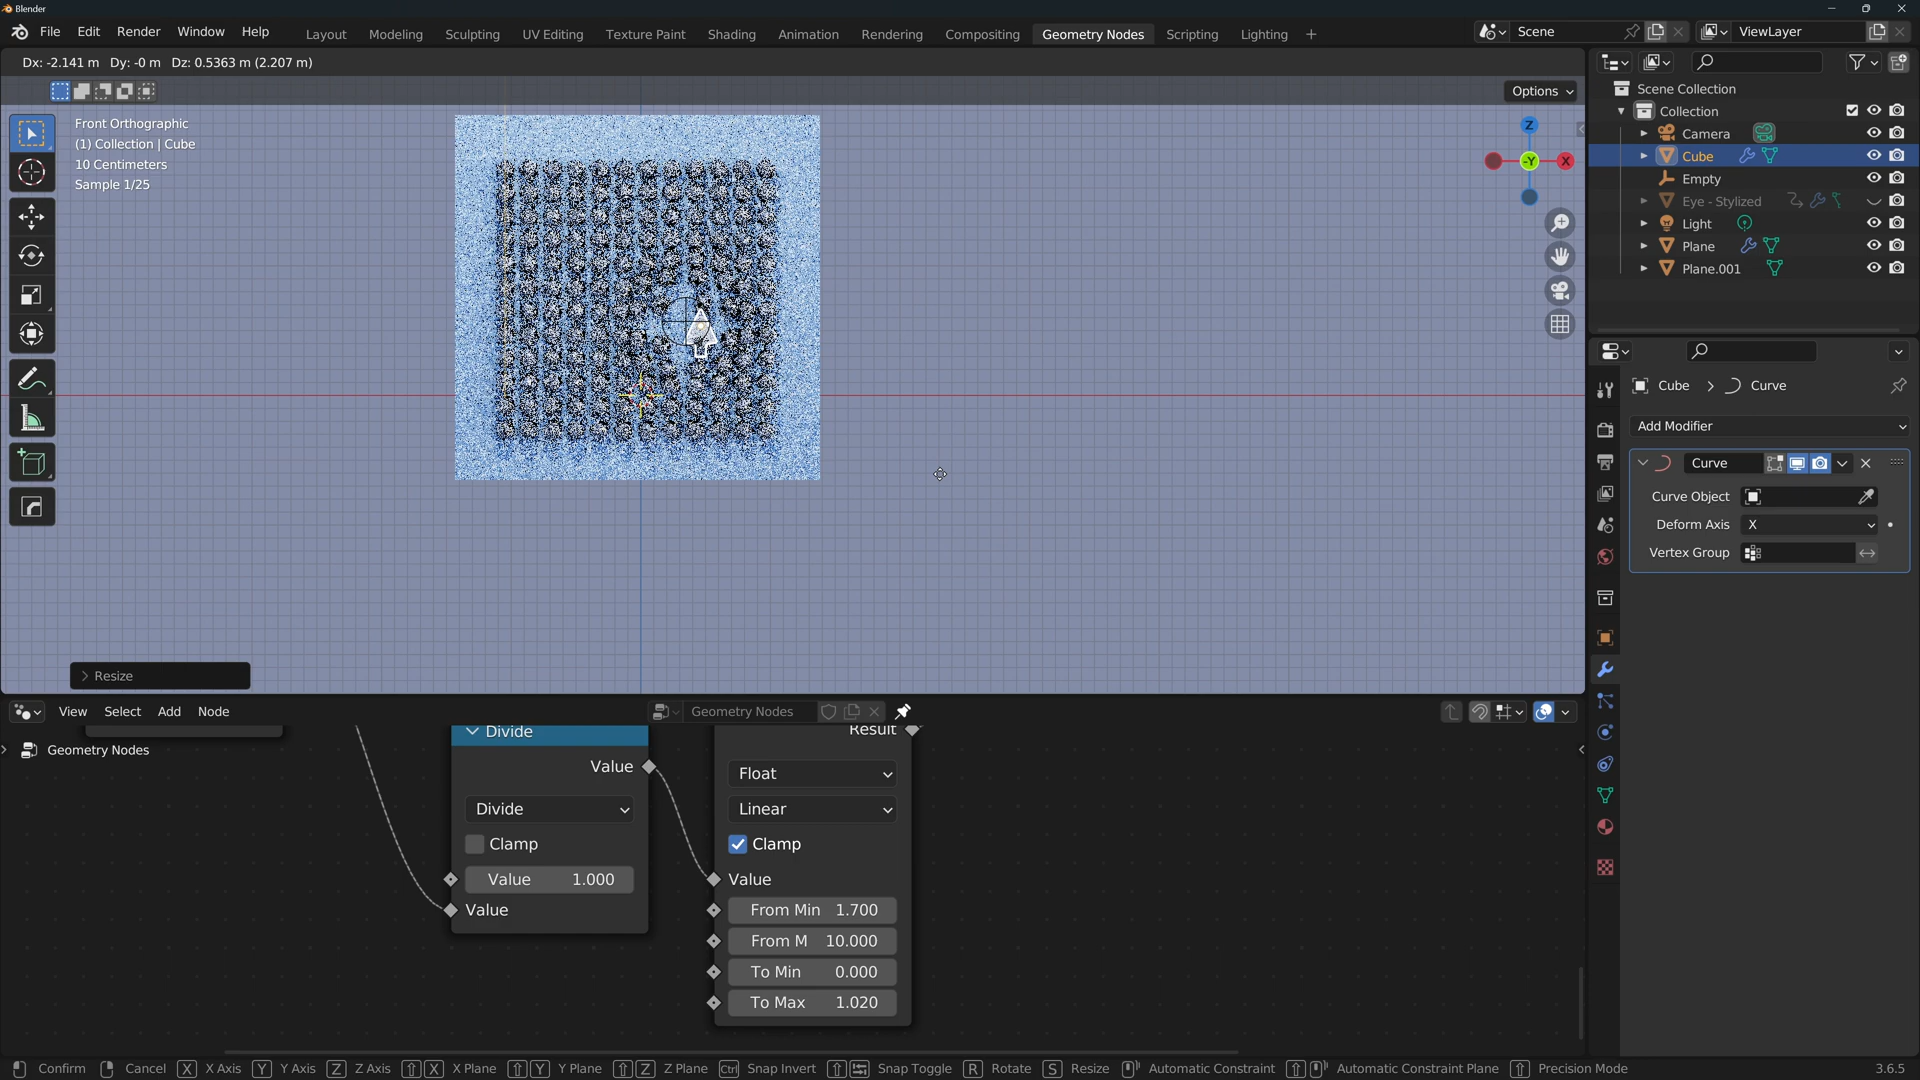 Blender
File Edit Render Window Help
Layout Modeling Sculpting UV Editing Texture Paint Shading Animation Rendering Compositing Geometry Nodes Scripting Lighting +
Scene
ViewLayer
Dx: -2.141 m Dy: -0 m Dz: 0.5363 m (2.207 m)
Options
Front Orthographic
(1) Collection | Cube
10 Centimeters
Sample 1/25
Z
-Y
X
Resize
Scene Collection
Collection
Camera
Cube
Empty
Eye - Stylized
Light
Plane
Plane.001
Cube > Curve
Add Modifier
Curve
Curve Object
Deform Axis X
Vertex Group
View Select Add Node
Geometry Nodes
Geometry Nodes
Divide
Value
Divide
Clamp
Value 1.000
Value
Result
Float
Linear
Clamp
Value
From Min 1.700
From M 10.000
To Min 0.000
To Max 1.020
Confirm Cancel X X Axis Y Y Axis Z Z Axis X X Plane Y Y Plane Z Z Plane Ctrl Snap Invert Snap Toggle R Rotate S Resize Automatic Constraint Automatic Constraint Plane Precision Mode 3.6.5